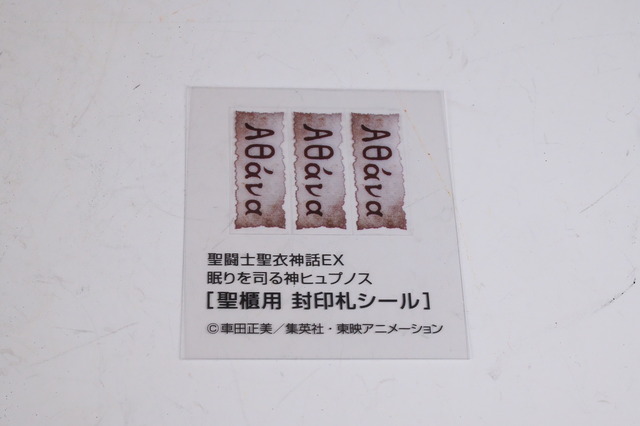 Αθάνα
Αθάνα
Αθάνα
聖闘士聖衣神話EX
眠りを司る神ヒュプノス
[聖櫃用 封印札シール]
©車田正美／集英社・東映アニメーション